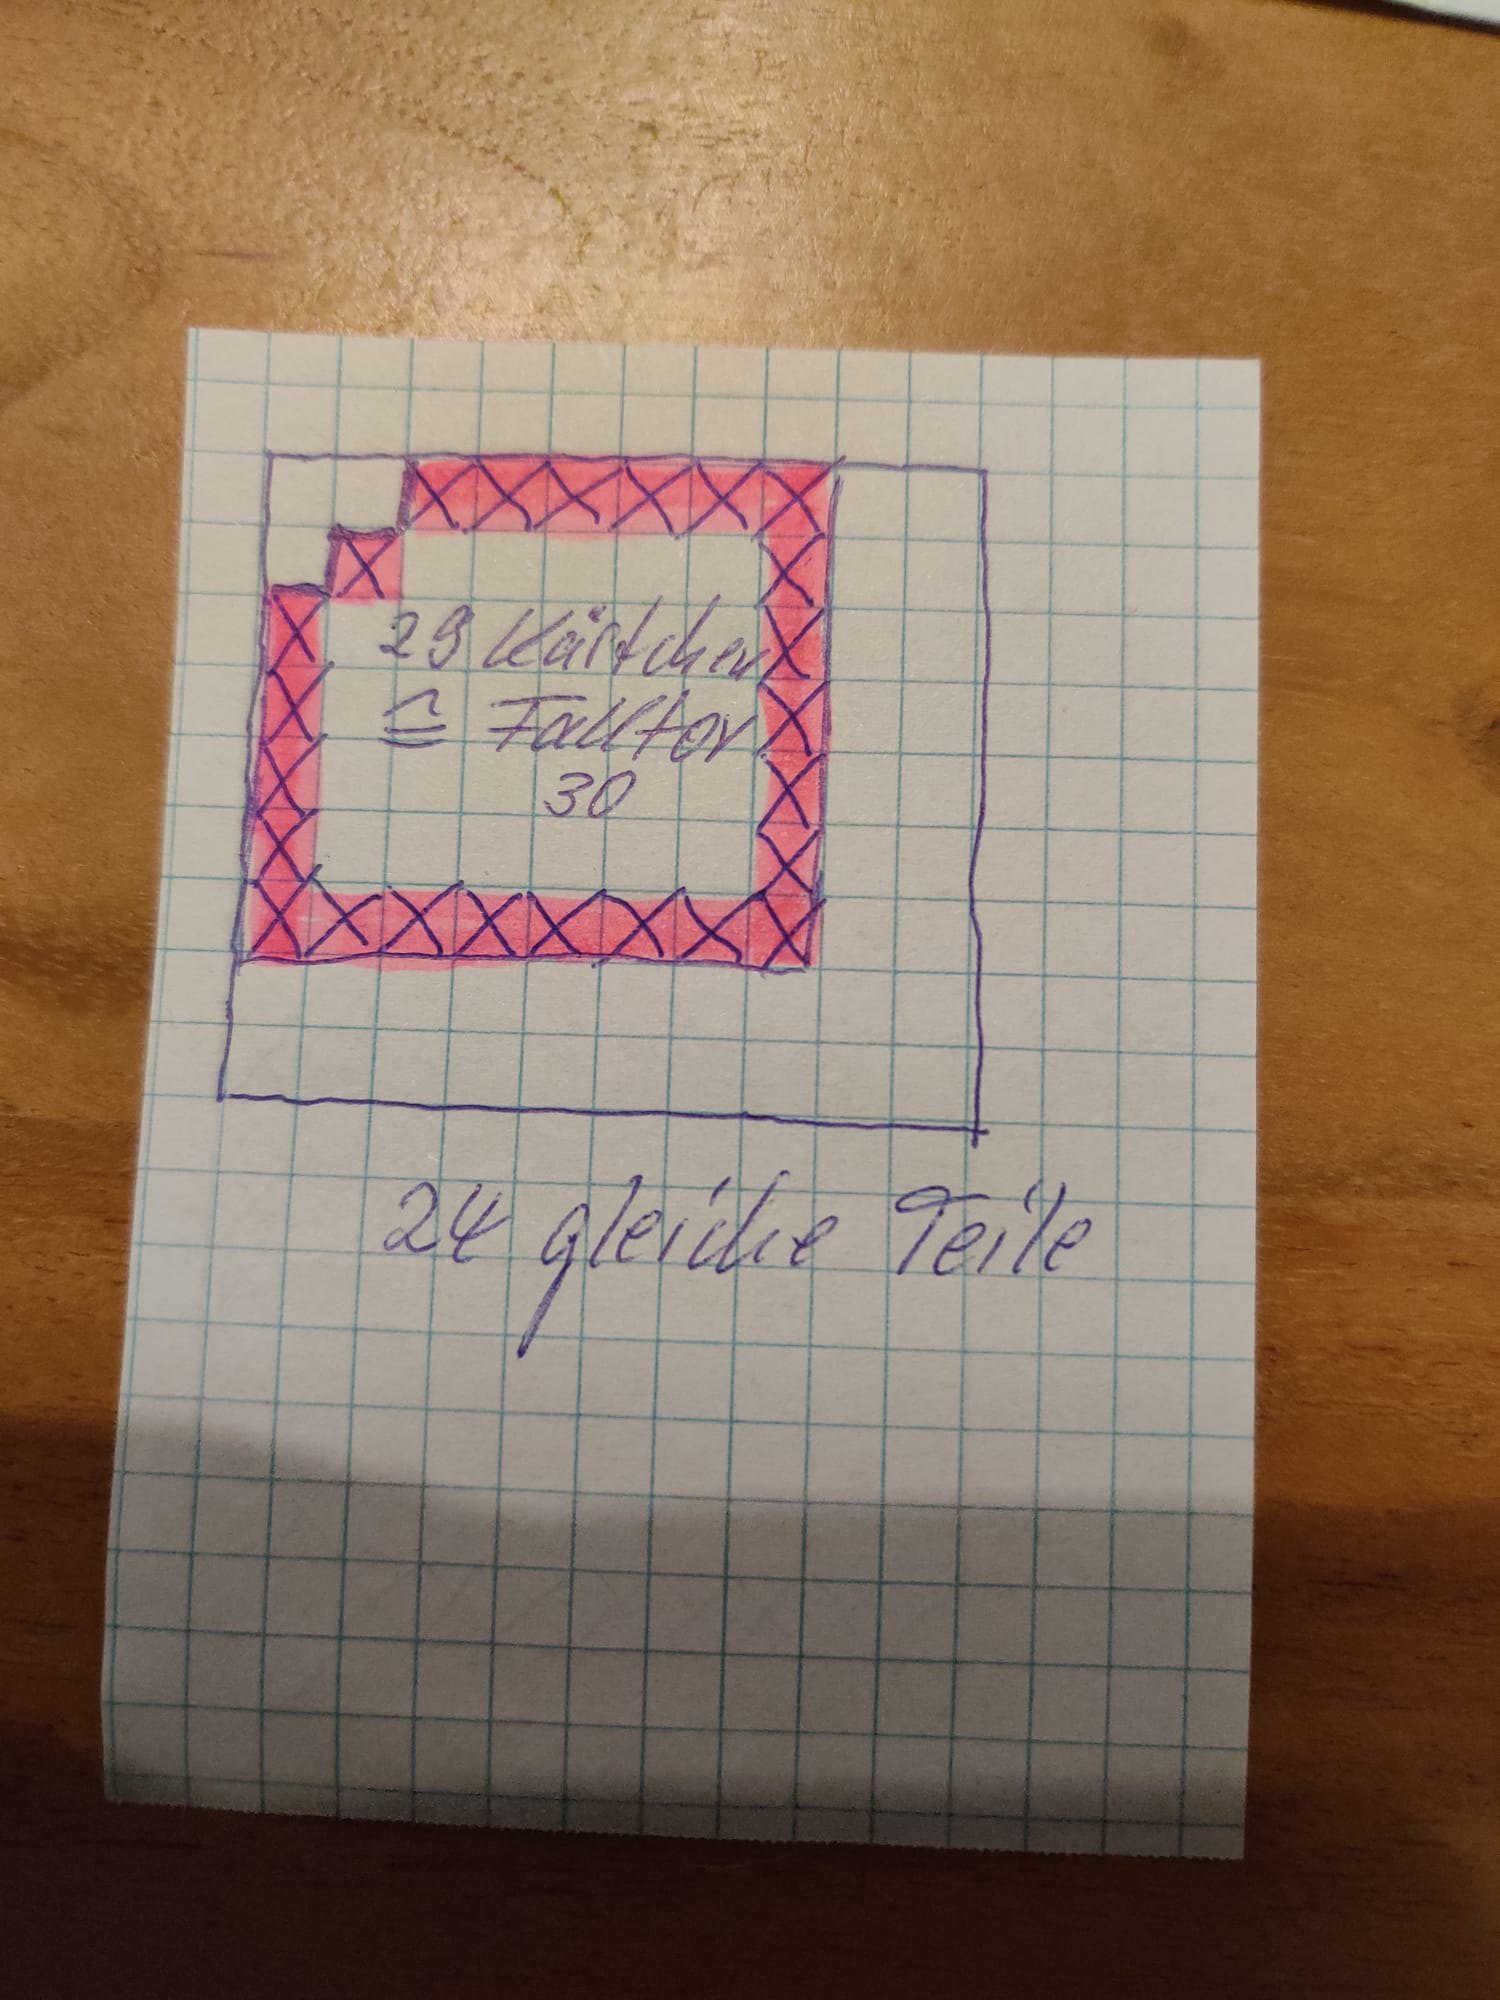 29 Kästchen
≙ Faktor
30
24 gleiche Teile